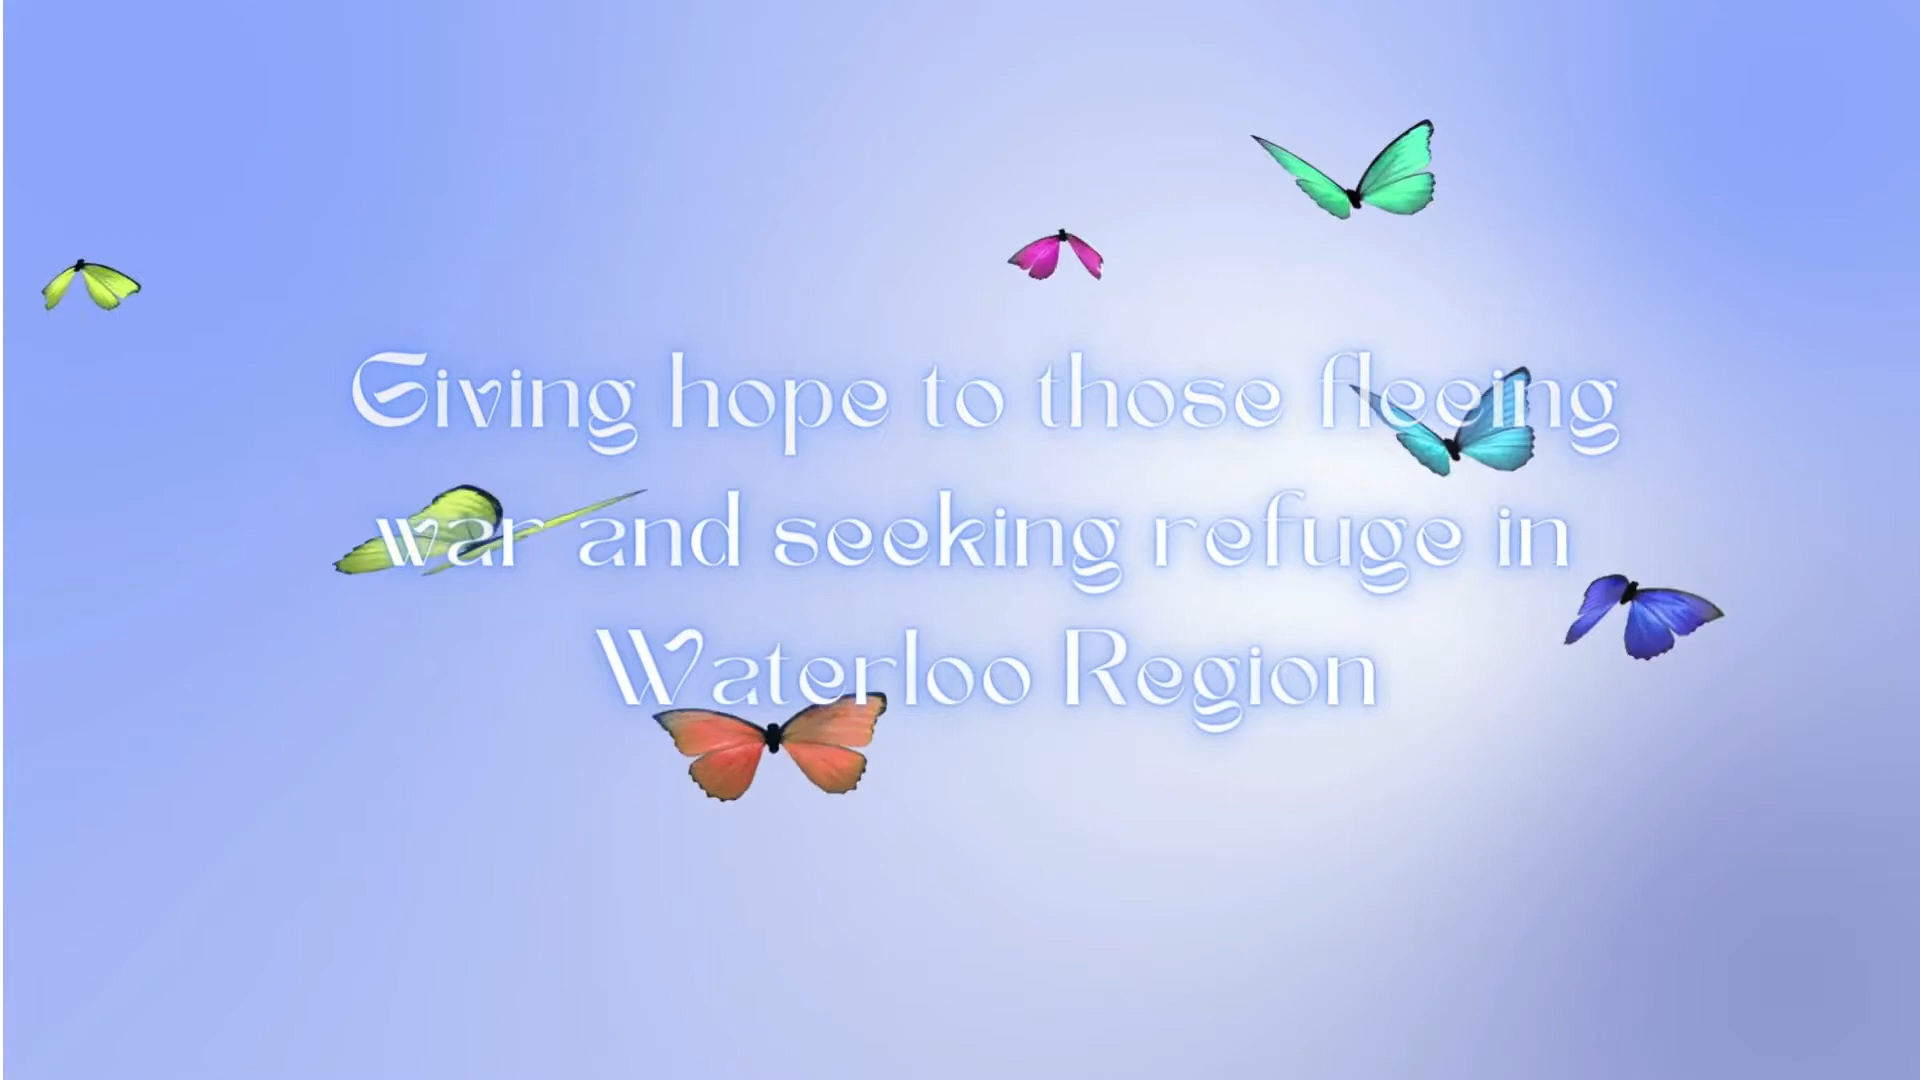 Giving hope to those fleeing
war and seeking refuge in
Waterloo Region